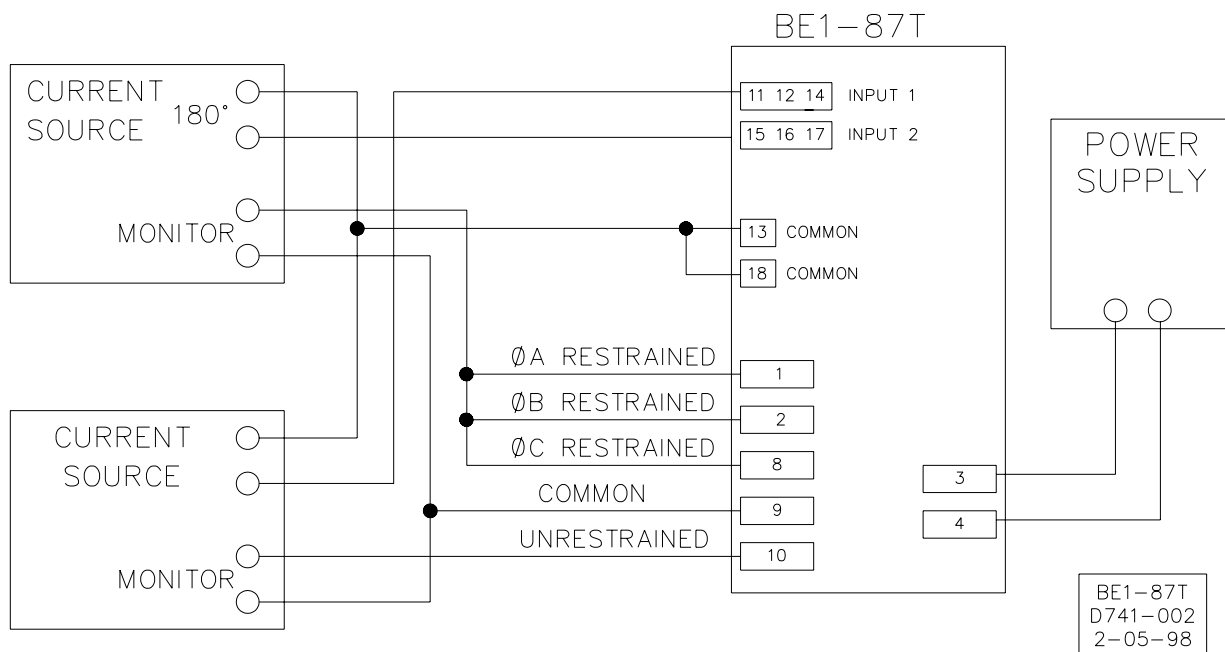 BE1-87T
CURRENT
SOURCE
180°
MONITOR
11 12 14 INPUT 1
15 16 17 INPUT 2
13 COMMON
18 COMMON
POWER
SUPPLY
ØA RESTRAINED 1
ØB RESTRAINED 2
ØC RESTRAINED 8
COMMON 9
UNRESTRAINED 10
3
4
CURRENT
SOURCE
MONITOR
BE1-87T
D741-002
2-05-98